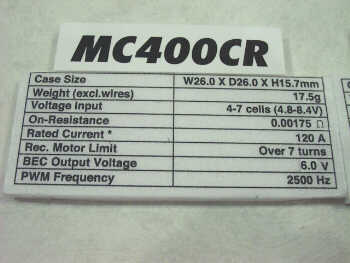 MC400CR
Case Size W26.0 X D26.0 X H15.7mm
Weight (excl.wires) 17.5g
Voltage Input 4-7 cells (4.8-8.4V)
On-Resistance 0.00175 Ω
Rated Current * 120 A
Rec. Motor Limit Over 7 turns
BEC Output Voltage 6.0 V
PWM Frequency 2500 Hz